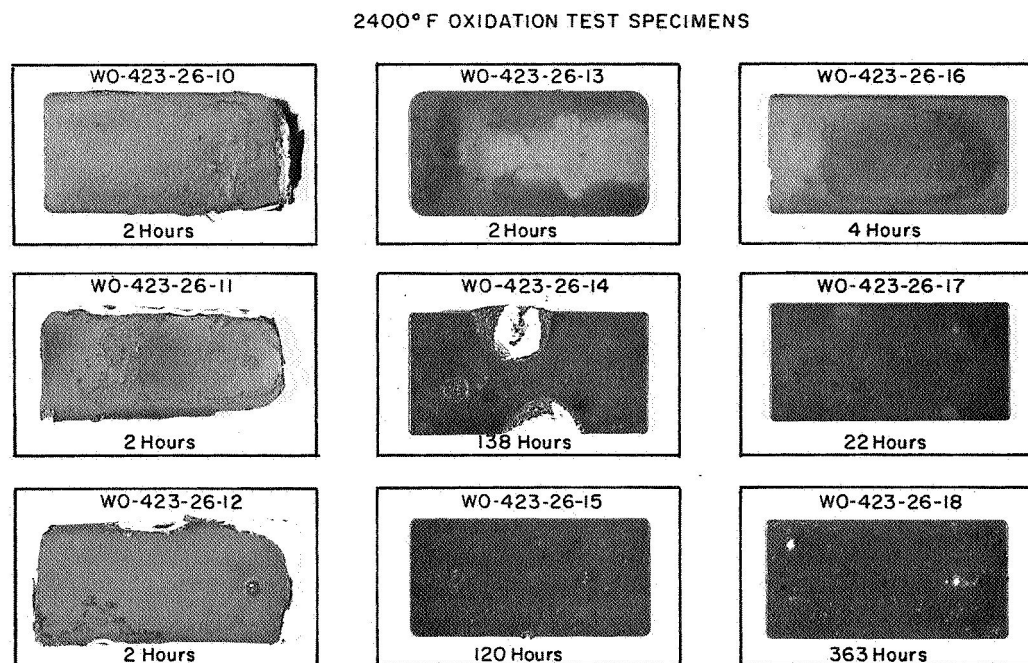 2400° F OXIDATION TEST SPECIMENS
WO-423-26-10
2 Hours
WO-423-26-13
2 Hours
WO-423-26-16
4 Hours
WO-423-26-11
2 Hours
WO-423-26-14
138 Hours
WO-423-26-17
22 Hours
WO-423-26-12
2 Hours
WO-423-26-15
120 Hours
WO-423-26-18
363 Hours